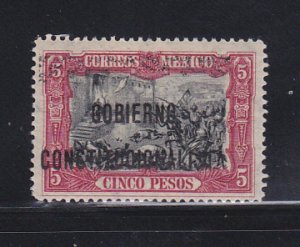 CORREOS MEXICO
5 5
GOBIERNO
CONSTITUCIONALISTA
5 CINCO PESOS 5